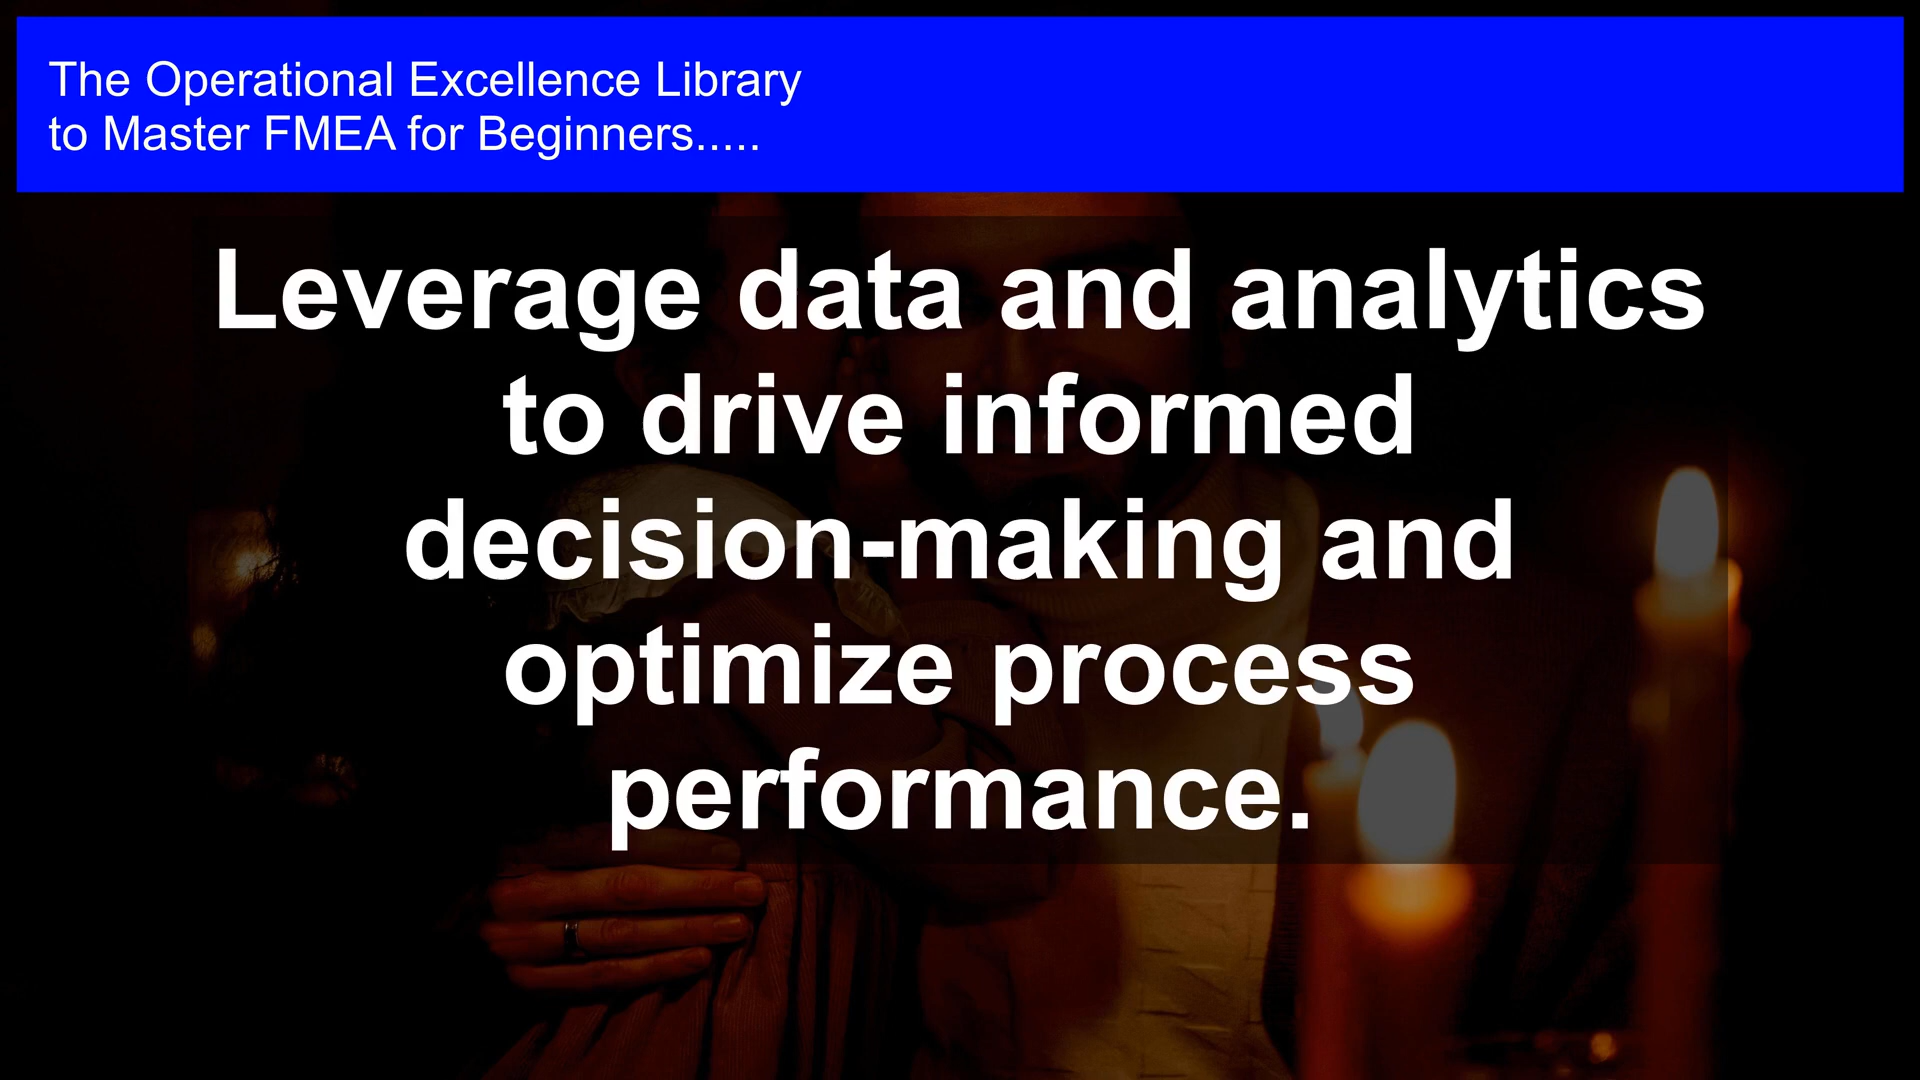 The Operational Excellence Library
to Master FMEA for Beginners.....
Leverage data and analytics
to drive informed
decision-making and
optimize process
performance.